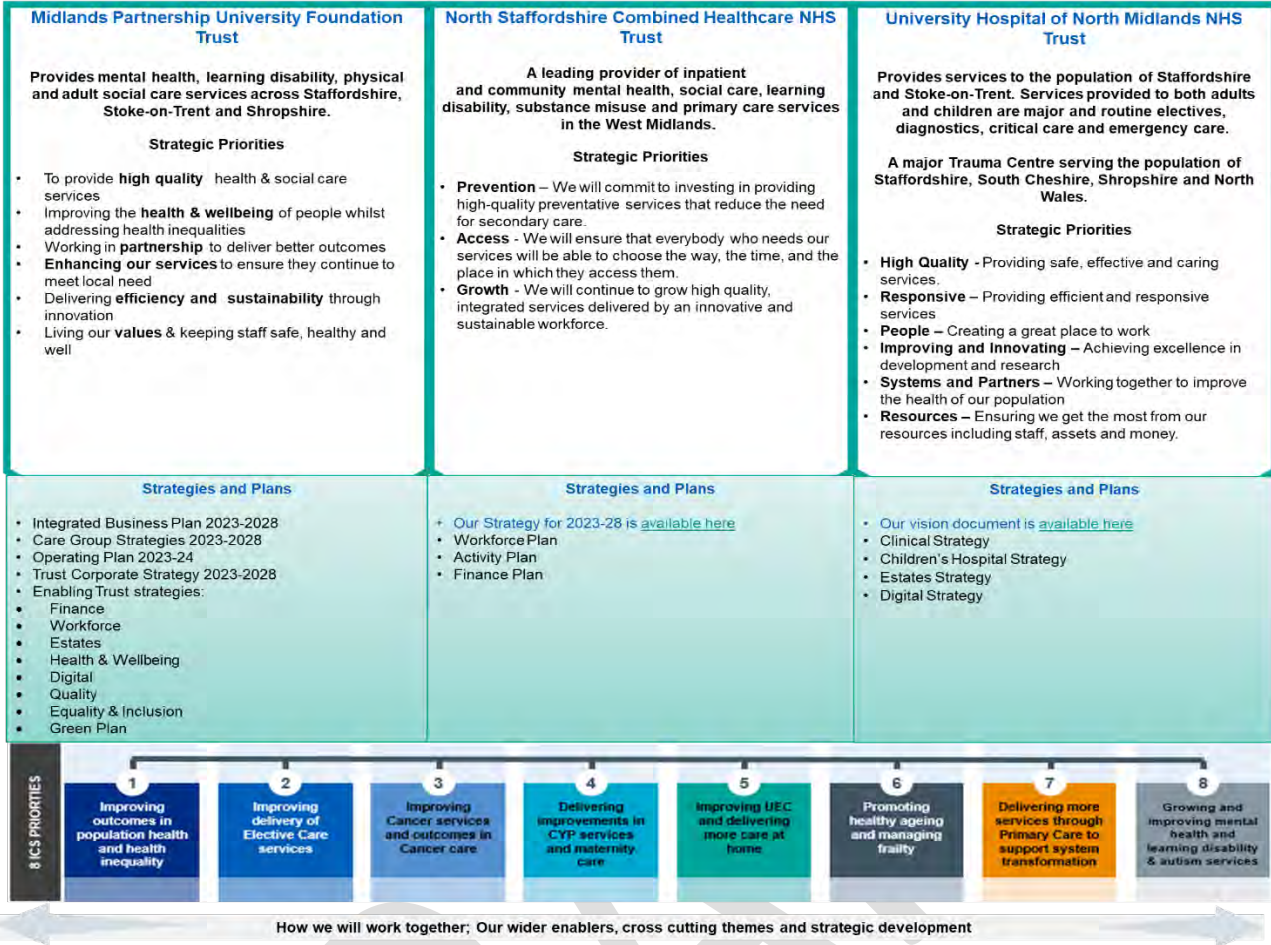 Midlands Partnership University Foundation
Trust
Provides mental health, learning disability, physical
and adult social care services across Staffordshire,
Stoke-on-Trent and Shropshire.
Strategic Priorities
• To provide high quality health & social care
services
• Improving the health & wellbeing of people whilst
addressing health inequalities
• Working in partnership to deliver better outcomes
• Enhancing our services to ensure they continue to
meet local need
• Delivering efficiency and sustainability through
innovation
• Living our values & keeping staff safe, healthy and
well
North Staffordshire Combined Healthcare NHS
Trust
A leading provider of inpatient
and community mental health, social care, learning
disability, substance misuse and primary care services
in the West Midlands.
Strategic Priorities
• Prevention – We will commit to investing in providing
high-quality preventative services that reduce the need
for secondary care.
• Access - We will ensure that everybody who needs our
services will be able to choose the way, the time, and the
place in which they access them.
• Growth - We will continue to grow high quality,
integrated services delivered by an innovative and
sustainable workforce.
University Hospital of North Midlands NHS
Trust
Provides services to the population of Staffordshire
and Stoke-on-Trent. Services provided to both adults
and children are major and routine electives,
diagnostics, critical care and emergency care.
A major Trauma Centre serving the population of
Staffordshire, South Cheshire, Shropshire and North
Wales.
Strategic Priorities
• High Quality - Providing safe, effective and caring
services.
• Responsive – Providing efficient and responsive
services
• People – Creating a great place to work
• Improving and Innovating – Achieving excellence in
development and research
• Systems and Partners – Working together to improve
the health of our population
• Resources – Ensuring we get the most from our
resources including staff, assets and money.
Strategies and Plans
• Integrated Business Plan 2023-2028
• Care Group Strategies 2023-2028
• Operating Plan 2023-24
• Trust Corporate Strategy 2023-2028
• Enabling Trust strategies:
• Finance
• Workforce
• Estates
• Health & Wellbeing
• Digital
• Quality
• Equality & Inclusion
• Green Plan
Strategies and Plans
• Our Strategy for 2023-28 is available here
• Workforce Plan
• Activity Plan
• Finance Plan
Strategies and Plans
• Our vision document is available here
• Clinical Strategy
• Children's Hospital Strategy
• Estates Strategy
• Digital Strategy
8 ICS PRIORITIES
1
Improving
outcomes in
population health
and health
inequality
2
Improving
delivery of
Elective Care
services
3
Improving
Cancer services
and outcomes in
Cancer care
4
Delivering
improvements in
CYP services
and maternity
care
5
Improving UEC
and delivering
more care at
home
6
Promoting
healthy ageing
and managing
frailty
7
Delivering more
services through
Primary Care to
support system
transformation
8
Growing and
improving mental
health and
learning disability
& autism services
How we will work together; Our wider enablers, cross cutting themes and strategic development